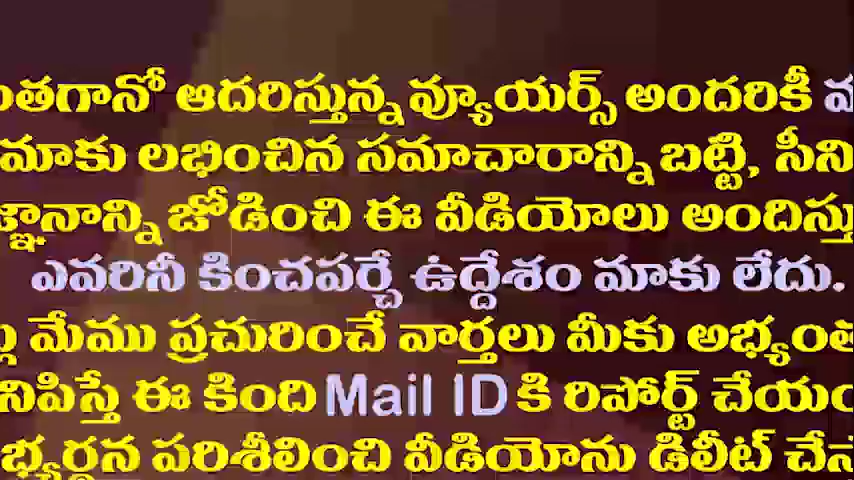 ంతగానో ఆదరిస్తున్న వ్యూయర్స్ అందరికీ
మాకు లభించిన సమాచారాన్ని బట్టి, సీని
జ్ఞానాన్ని జోడించి ఈ వీడియోలు అందిస్తు
ఎవరినీ కించపర్చే ఉద్దేశం మాకు లేదు.
మేము ప్రచురించే వార్తలు మీకు అభ్యంత
నిపిస్తే ఈ కింది Mail ID కి రిపోర్ట్ చేయం
భ్యర్థన పరిశీలించి వీడియోను డిలీట్ చేస